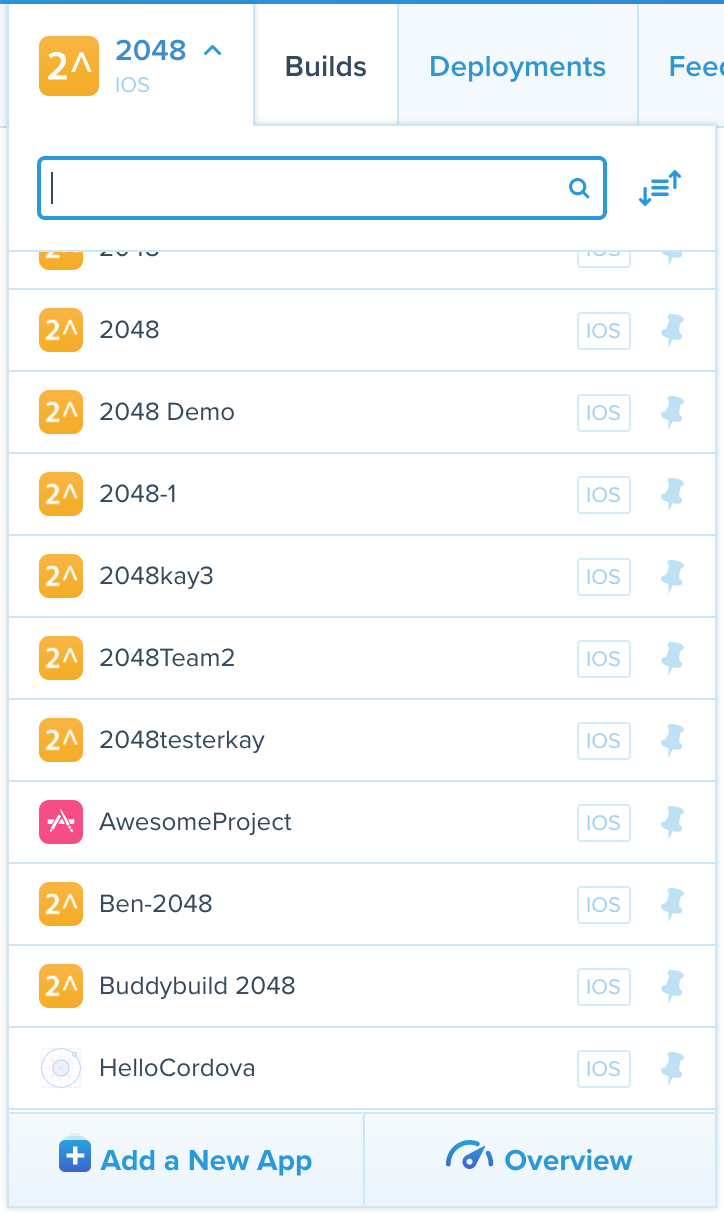 2^ 2048
IOS
Builds
Deployments
Feed
2048 IOS
2^ 2048 IOS
2^ 2048 Demo IOS
2^ 2048-1 IOS
2^ 2048kay3 IOS
2^ 2048Team2 IOS
2^ 2048testerkay IOS
AwesomeProject IOS
2^ Ben-2048 IOS
2^ Buddybuild 2048 IOS
HelloCordova IOS
Add a New App
Overview